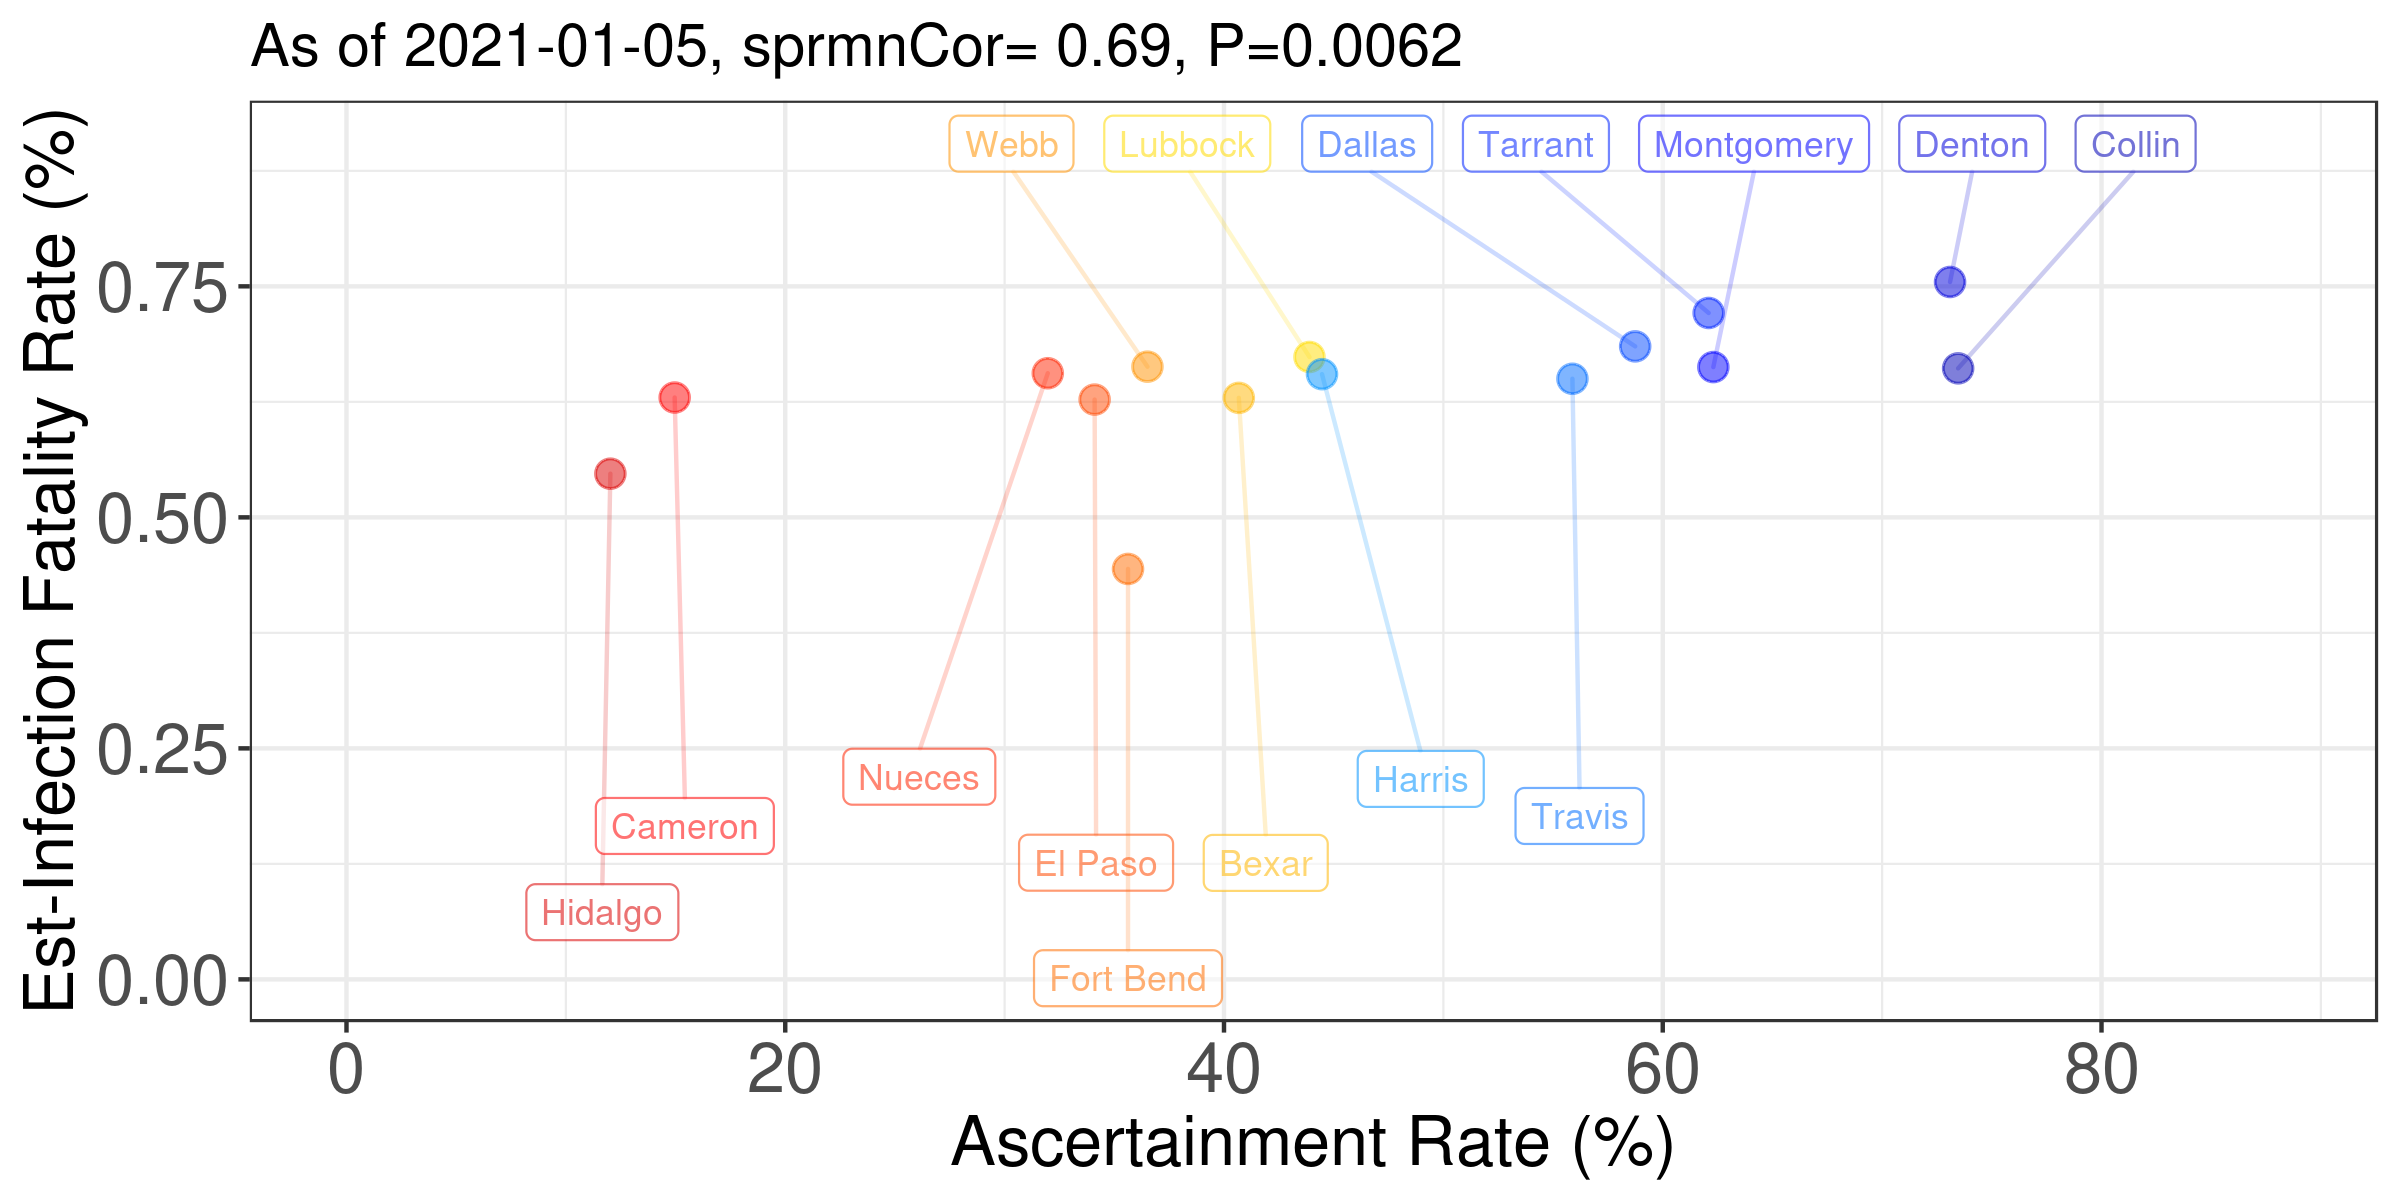 As of 2021-01-05, sprmnCor= 0.69, P=0.0062
Est-Infection Fatality Rate (%)
Webb
Lubbock
Dallas
Tarrant
Montgomery
Denton
Collin
0.75
0.50
0.25
0.00
Nueces
Harris
Travis
Cameron
El Paso
Bexar
Hidalgo
Fort Bend
0
20
40
60
80
Ascertainment Rate (%)